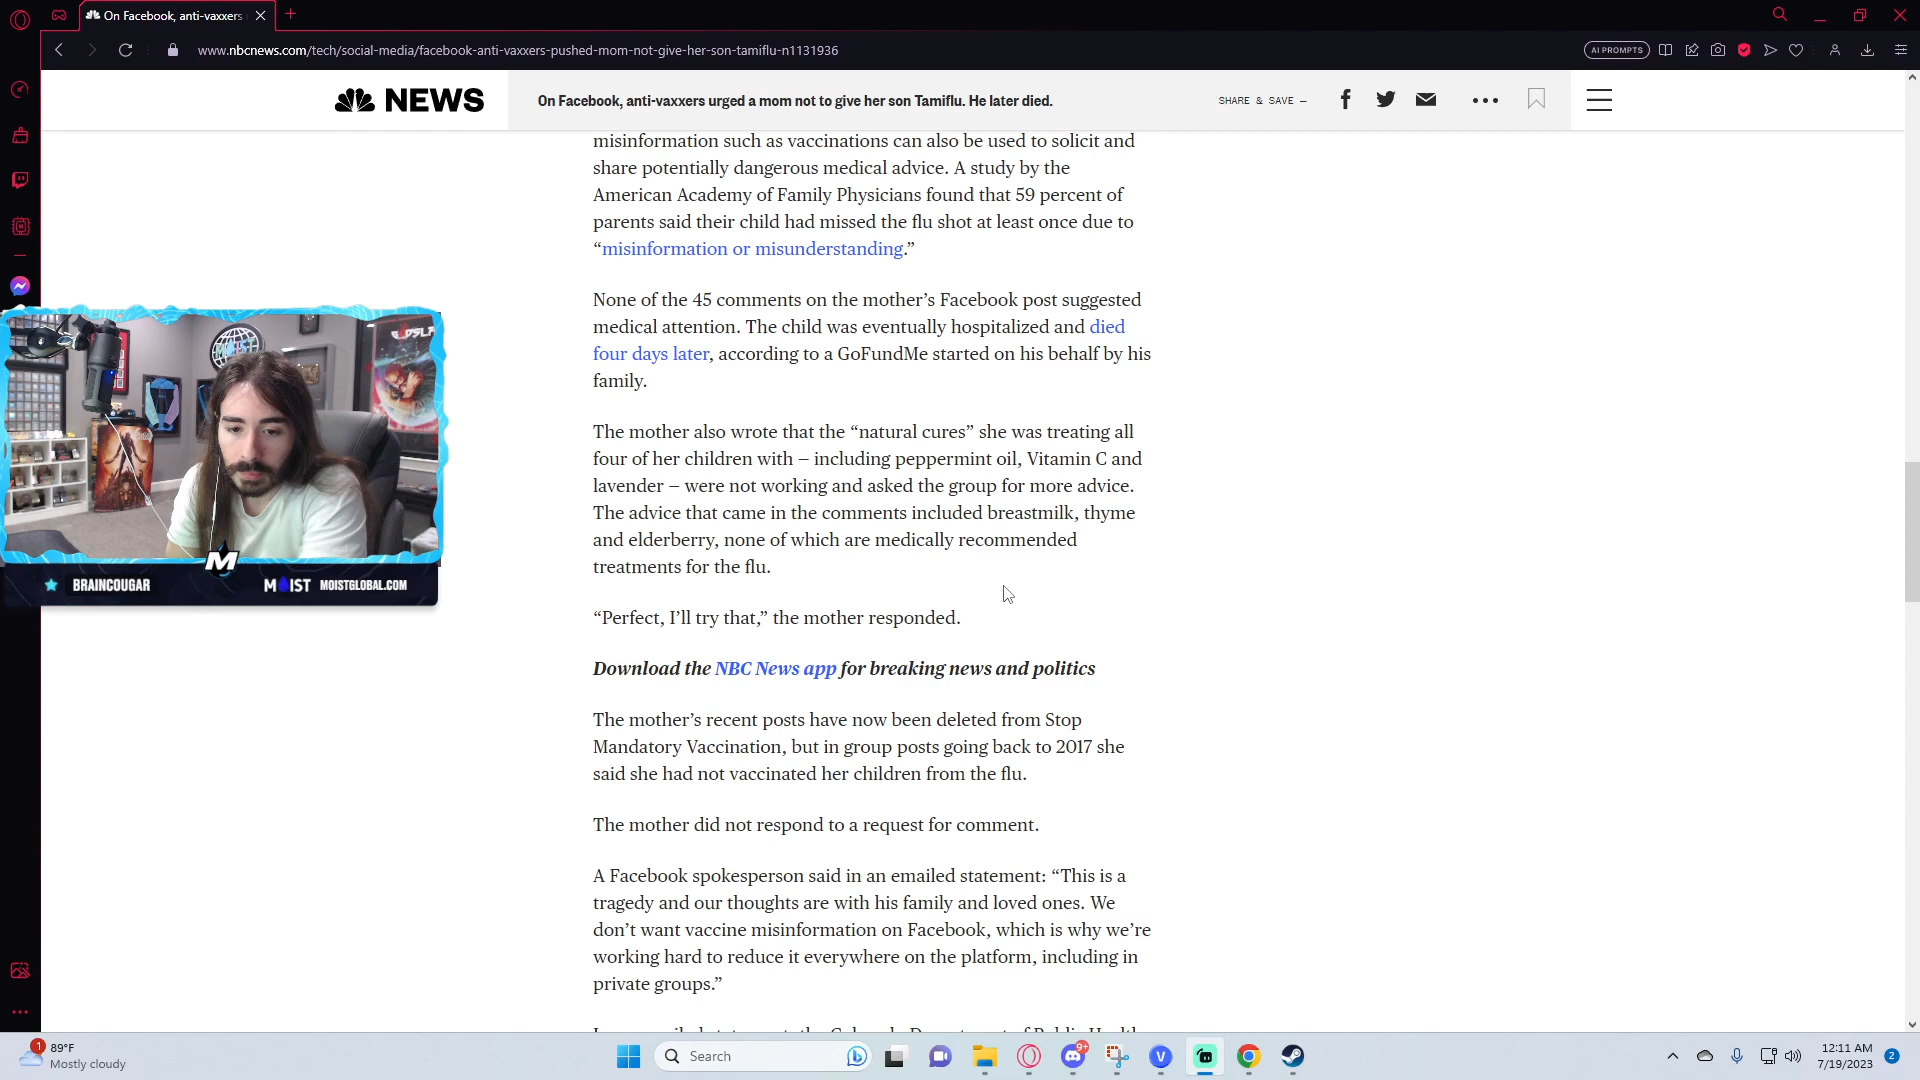 On Facebook, anti-vaxxers
www.nbcnews.com/tech/social-media/facebook-anti-vaxxers-pushed-mom-not-give-her-son-tamiflu-n1131936
AI PROMPTS
NEWS
On Facebook, anti-vaxxers urged a mom not to give her son Tamiflu. He later died.
SHARE & SAVE —
misinformation such as vaccinations can also be used to solicit and
share potentially dangerous medical advice. A study by the
American Academy of Family Physicians found that 59 percent of
parents said their child had missed the flu shot at least once due to
“misinformation or misunderstanding.”
None of the 45 comments on the mother’s Facebook post suggested
medical attention. The child was eventually hospitalized and died
four days later, according to a GoFundMe started on his behalf by his
family.
The mother also wrote that the “natural cures” she was treating all
four of her children with — including peppermint oil, Vitamin C and
lavender — were not working and asked the group for more advice.
The advice that came in the comments included breastmilk, thyme
and elderberry, none of which are medically recommended
treatments for the flu.
“Perfect, I’ll try that,” the mother responded.
Download the NBC News app for breaking news and politics
The mother’s recent posts have now been deleted from Stop
Mandatory Vaccination, but in group posts going back to 2017 she
said she had not vaccinated her children from the flu.
The mother did not respond to a request for comment.
A Facebook spokesperson said in an emailed statement: “This is a
tragedy and our thoughts are with his family and loved ones. We
don’t want vaccine misinformation on Facebook, which is why we’re
working hard to reduce it everywhere on the platform, including in
private groups.”
MOIST
M
BRAINCOUGAR
MOIST MOISTGLOBAL.COM
1
89°F
Mostly cloudy
Search
9+
V
12:11 AM
7/19/2023
2